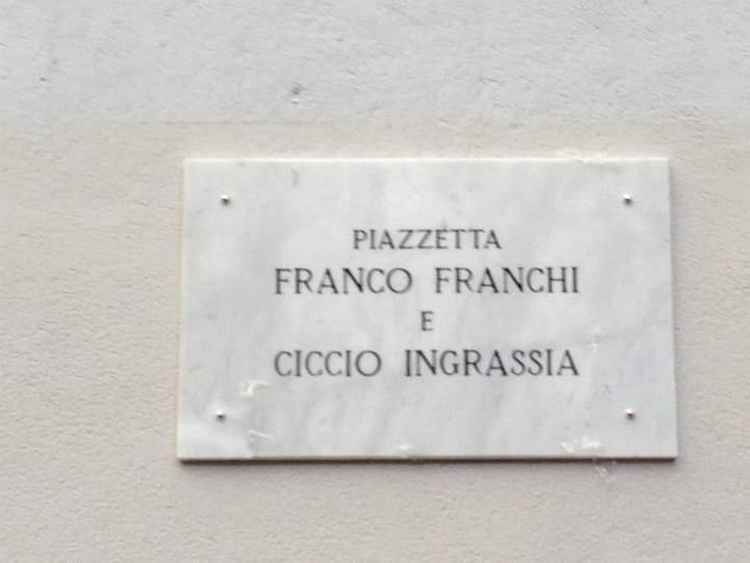 PIAZZETTA
FRANCO FRANCHI
E
CICCIO INGRASSIA